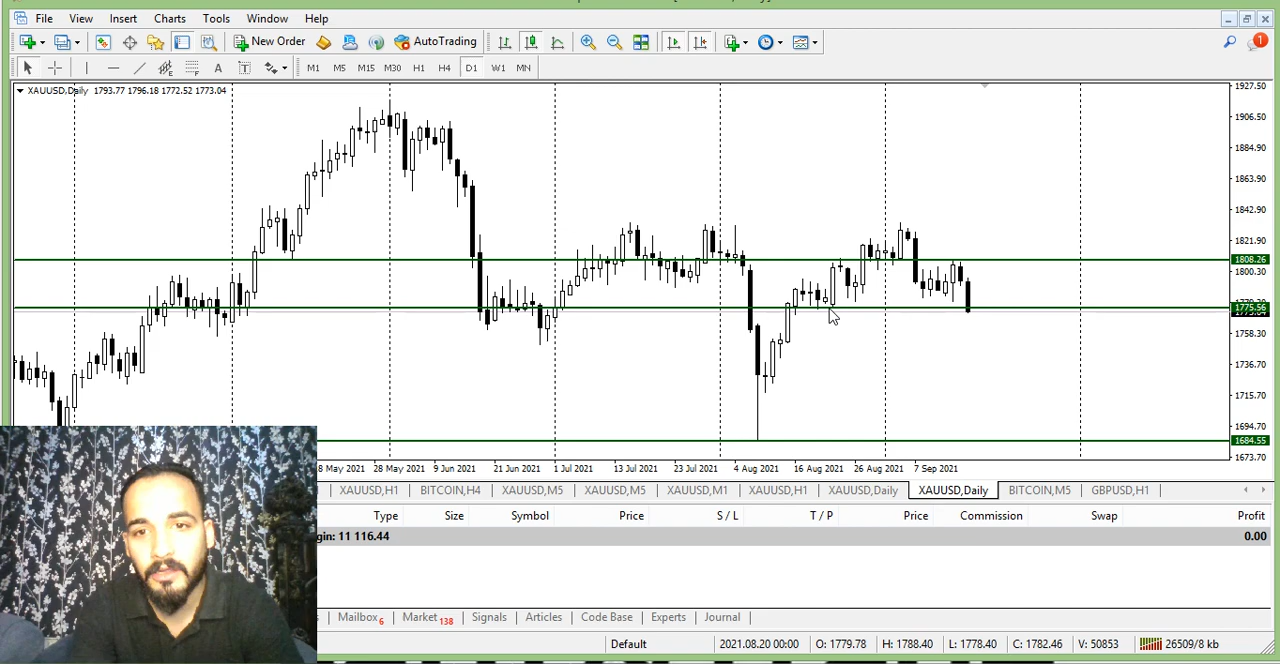 File View Insert Charts Tools Window Help
New Order AutoTrading
A T M1 M5 M15 M30 H1 H4 D1 W1 MN
1
XAUUSD,Daily 1793.77 1796.18 1772.52 1773.04
1927.50
1906.50
1884.90
1863.90
1842.90
1821.90
1808.26
1800.30
1775.56
1758.30
1736.70
1715.70
1694.70
1684.55
1673.70
8 May 2021 28 May 2021 9 Jun 2021 21 Jun 2021 1 Jul 2021 13 Jul 2021 23 Jul 2021 4 Aug 2021 16 Aug 2021 26 Aug 2021 7 Sep 2021
XAUUSD,H1 BITCOIN,H4 XAUUSD,M5 XAUUSD,M5 XAUUSD,M1 XAUUSD,H1 XAUUSD,Daily XAUUSD,Daily BITCOIN,M5 GBPUSD,H1
Type Size Symbol Price S / L T / P Price Commission Swap Profit
gin: 11 116.44 0.00
Mailbox 6 Market 138 Signals Articles Code Base Experts Journal
Default 2021.08.20 00:00 O: 1779.78 H: 1788.40 L: 1778.40 C: 1782.46 V: 50853 26509/8 kb